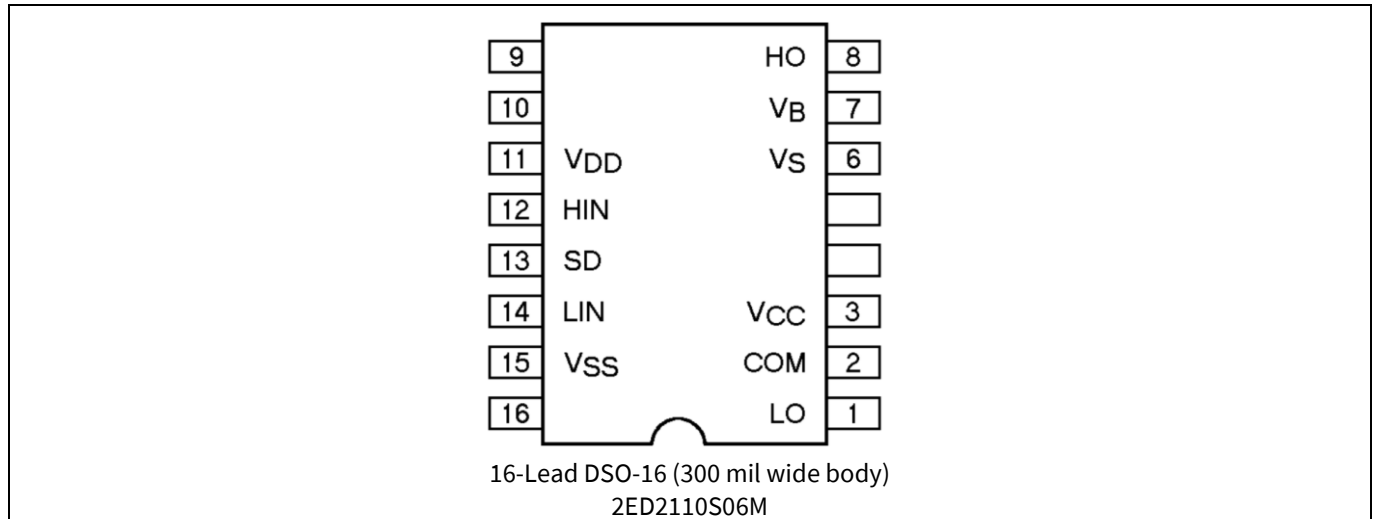 9 HO 8
10 VB 7
11 VDD VS 6
12 HIN
13 SD
14 LIN VCC 3
15 VSS COM 2
16 LO 1
16-Lead DSO-16 (300 mil wide body)
2ED2110S06M